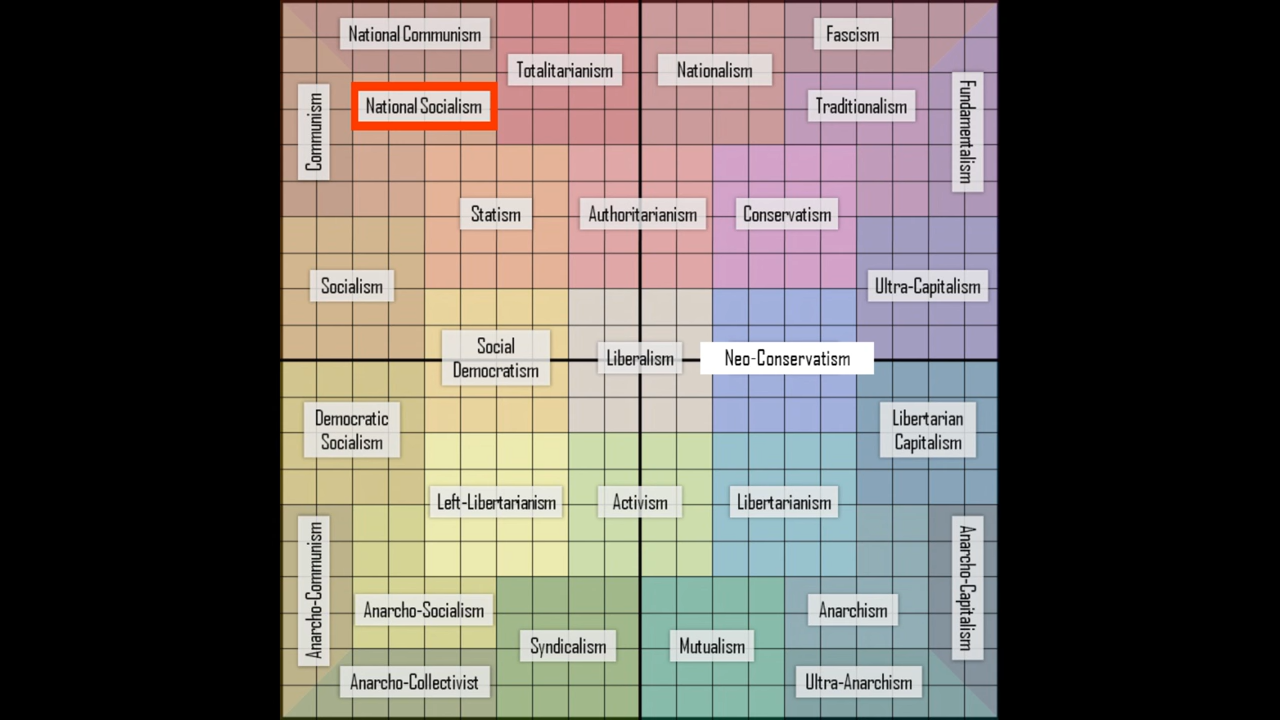 National Communism
Fascism
Totalitarianism
Nationalism
National Socialism
Traditionalism
Communism
Fundamentalism
Statism
Authoritarianism
Conservatism
Socialism
Ultra-Capitalism
Social
Democratism
Liberalism
Neo-Conservatism
Democratic
Socialism
Libertarian
Capitalism
Left-Libertarianism
Activism
Libertarianism
Anarcho-Communism
Anarcho-Capitalism
Anarcho-Socialism
Anarchism
Syndicalism
Mutualism
Anarcho-Collectivist
Ultra-Anarchism